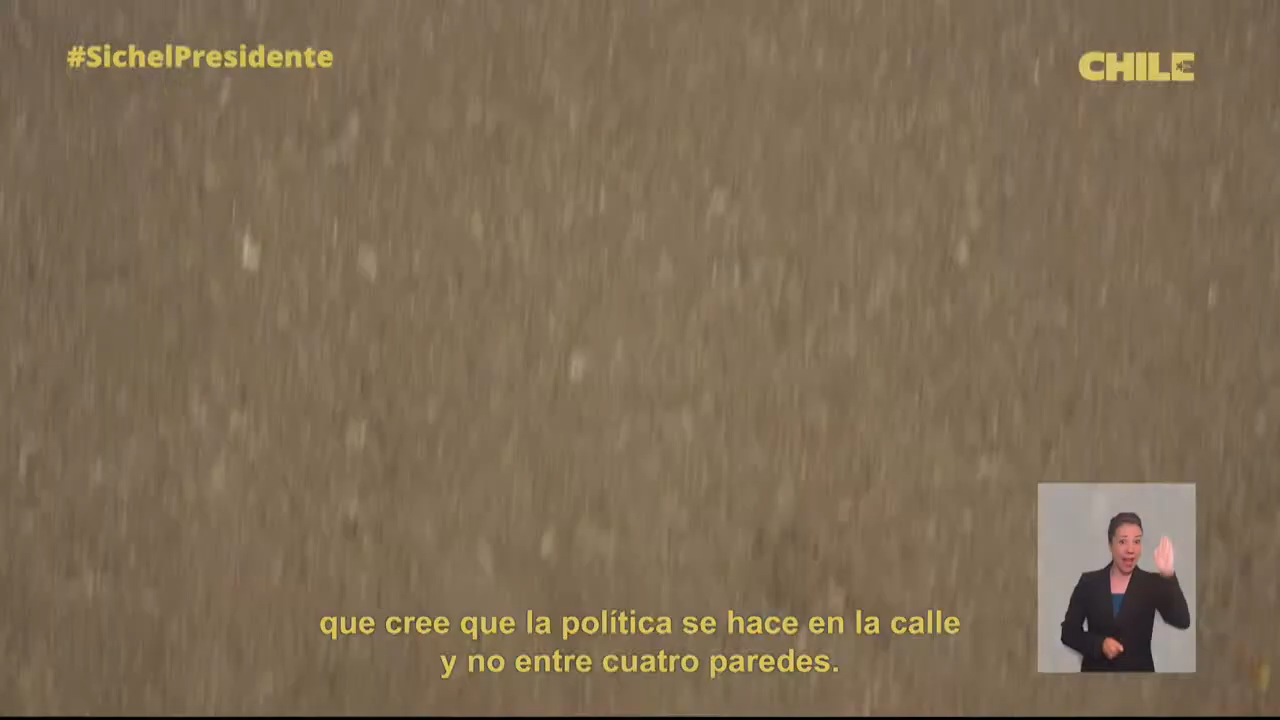 #SichelPresidente
CHILE
que cree que la política se hace en la calle
y no entre cuatro paredes.